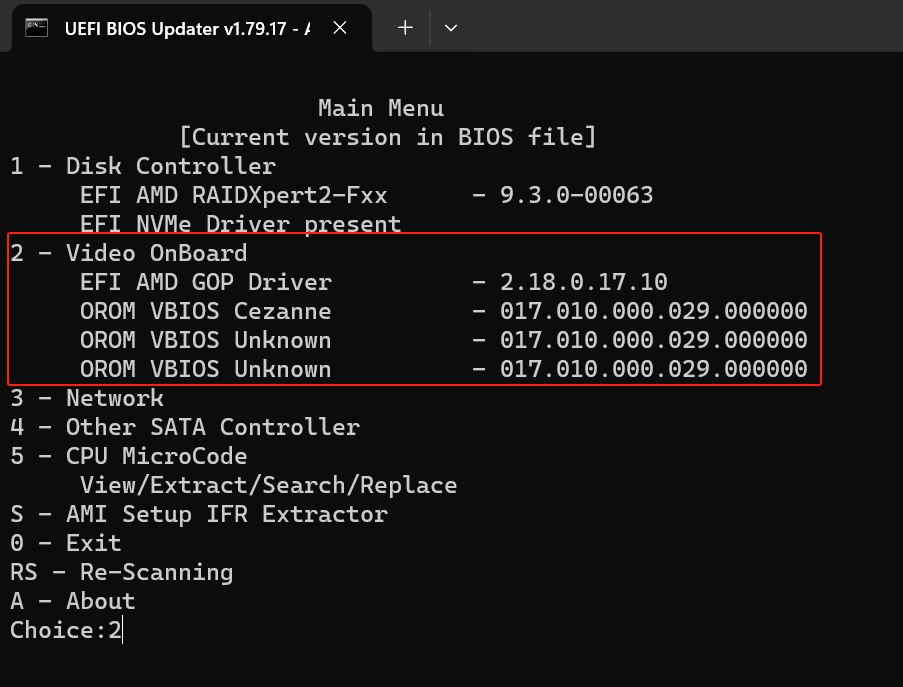 UEFI BIOS Updater v1.79.17 - A
Main Menu
[Current version in BIOS file]
1 - Disk Controller
EFI AMD RAIDXpert2-Fxx - 9.3.0-00063
EFI NVMe Driver present
2 - Video OnBoard
EFI AMD GOP Driver - 2.18.0.17.10
OROM VBIOS Cezanne - 017.010.000.029.000000
OROM VBIOS Unknown - 017.010.000.029.000000
OROM VBIOS Unknown - 017.010.000.029.000000
3 - Network
4 - Other SATA Controller
5 - CPU MicroCode
View/Extract/Search/Replace
S - AMI Setup IFR Extractor
0 - Exit
RS - Re-Scanning
A - About
Choice:2